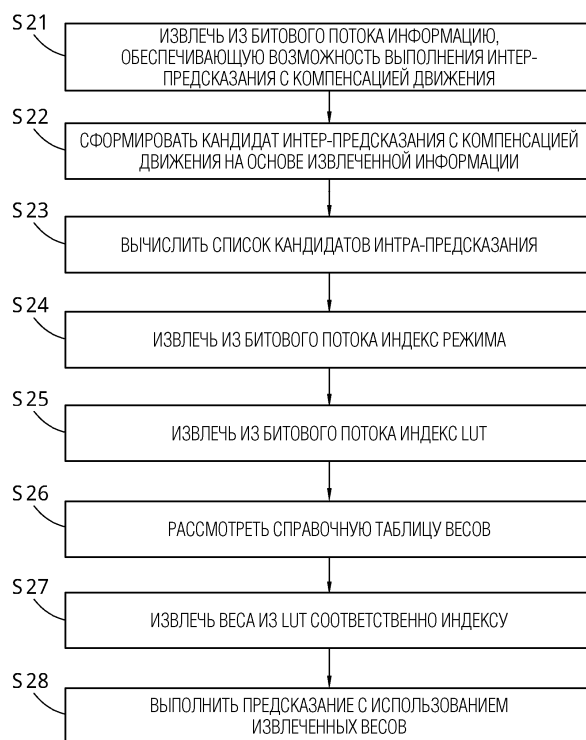 S21
ИЗВЛЕЧЬ ИЗ БИТОВОГО ПОТОКА ИНФОРМАЦИЮ,
ОБЕСПЕЧИВАЮЩУЮ ВОЗМОЖНОСТЬ ВЫПОЛНЕНИЯ ИНТЕР-
ПРЕДСКАЗАНИЯ С КОМПЕНСАЦИЕЙ ДВИЖЕНИЯ
S22
СФОРМИРОВАТЬ КАНДИДАТ ИНТЕР-ПРЕДСКАЗАНИЯ С КОМПЕНСАЦИЕЙ
ДВИЖЕНИЯ НА ОСНОВЕ ИЗВЛЕЧЕННОЙ ИНФОРМАЦИИ
S23
ВЫЧИСЛИТЬ СПИСОК КАНДИДАТОВ ИНТРА-ПРЕДСКАЗАНИЯ
S24
ИЗВЛЕЧЬ ИЗ БИТОВОГО ПОТОКА ИНДЕКС РЕЖИМА
S25
ИЗВЛЕЧЬ ИЗ БИТОВОГО ПОТОКА ИНДЕКС LUT
S26
РАССМОТРЕТЬ СПРАВОЧНУЮ ТАБЛИЦУ ВЕСОВ
S27
ИЗВЛЕЧЬ ВЕСА ИЗ LUT СООТВЕТСТВЕННО ИНДЕКСУ
S28
ВЫПОЛНИТЬ ПРЕДСКАЗАНИЕ С ИСПОЛЬЗОВАНИЕМ
ИЗВЛЕЧЕННЫХ ВЕСОВ